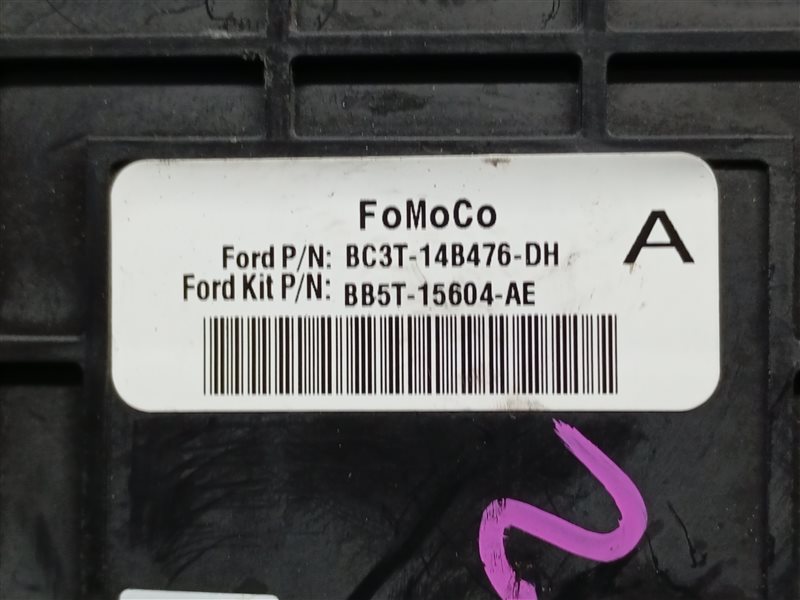 FoMoCo
A
Ford P/N: BC3T-14B476-DH
Ford Kit P/N: BB5T-15604-AE